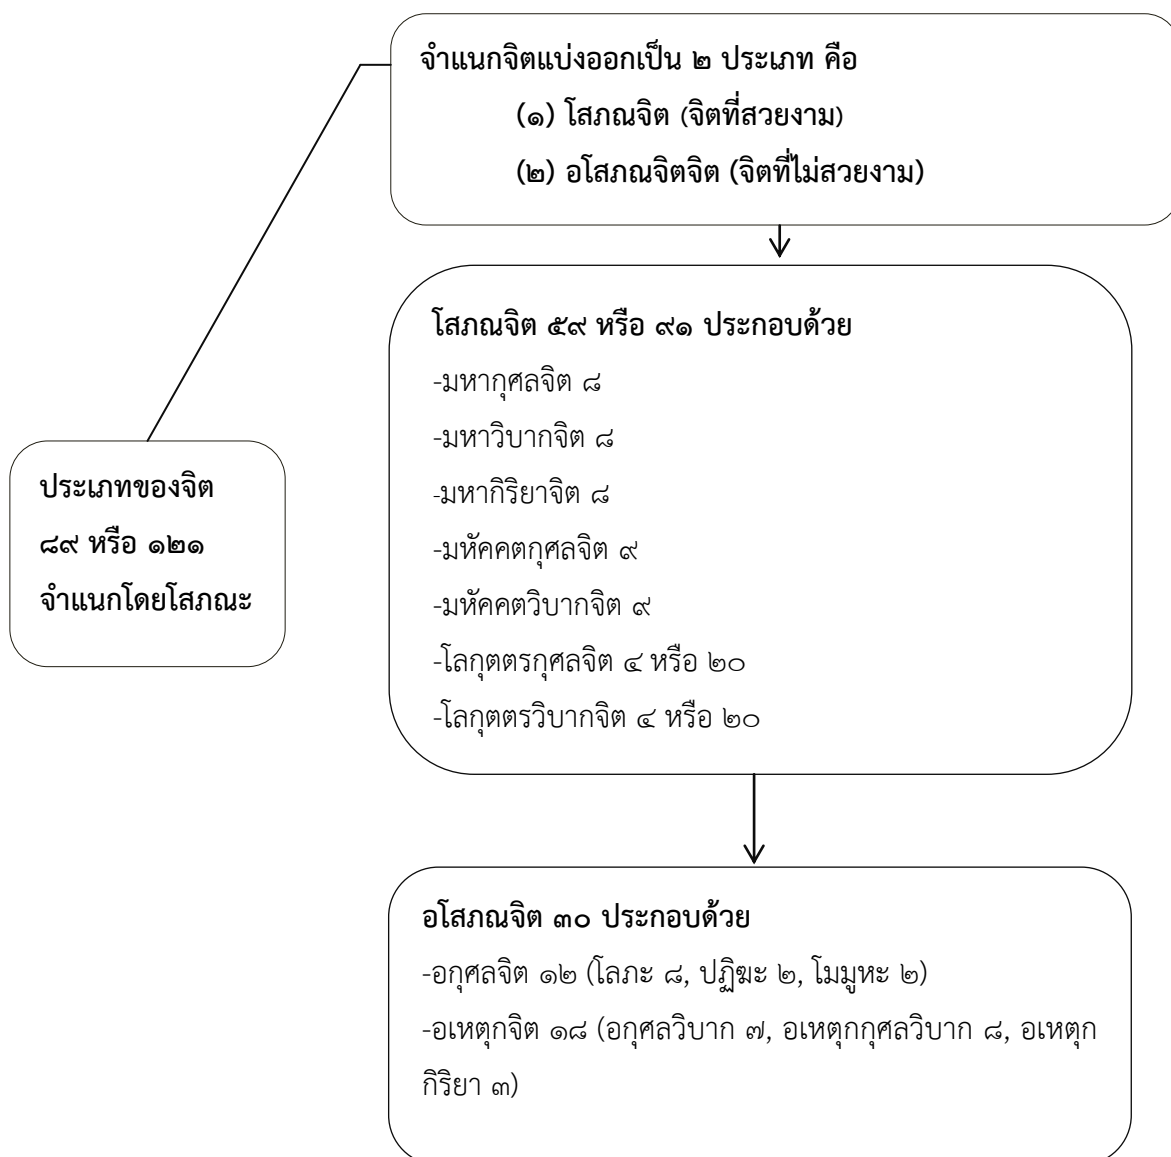 จำแนกจิตแบ่งออกเป็น ๒ ประเภท คือ
(๑) โสภณจิต (จิตที่สวยงาม)
(๒) อโสภณจิตจิต (จิตที่ไม่สวยงาม)
โสภณจิต ๕๙ หรือ ๙๑ ประกอบด้วย
-มหากุศลจิต ๘
-มหาวิบากจิต ๘
-มหากิริยาจิต ๘
-มหัคคตกุศลจิต ๙
-มหัคคตวิบากจิต ๙
-โลกุตตรกุศลจิต ๔ หรือ ๒๐
-โลกุตตรวิบากจิต ๔ หรือ ๒๐
ประเภทของจิต
๘๙ หรือ ๑๒๑
จำแนกโดยโสภณะ
อโสภณจิต ๓๐ ประกอบด้วย
-อกุศลจิต ๑๒ (โลภะ ๘, ปฏิฆะ ๒, โมมูหะ ๒)
-อเหตุกจิต ๑๘ (อกุศลวิบาก ๗, อเหตุกกุศลวิบาก ๘, อเหตุก
กิริยา ๓)